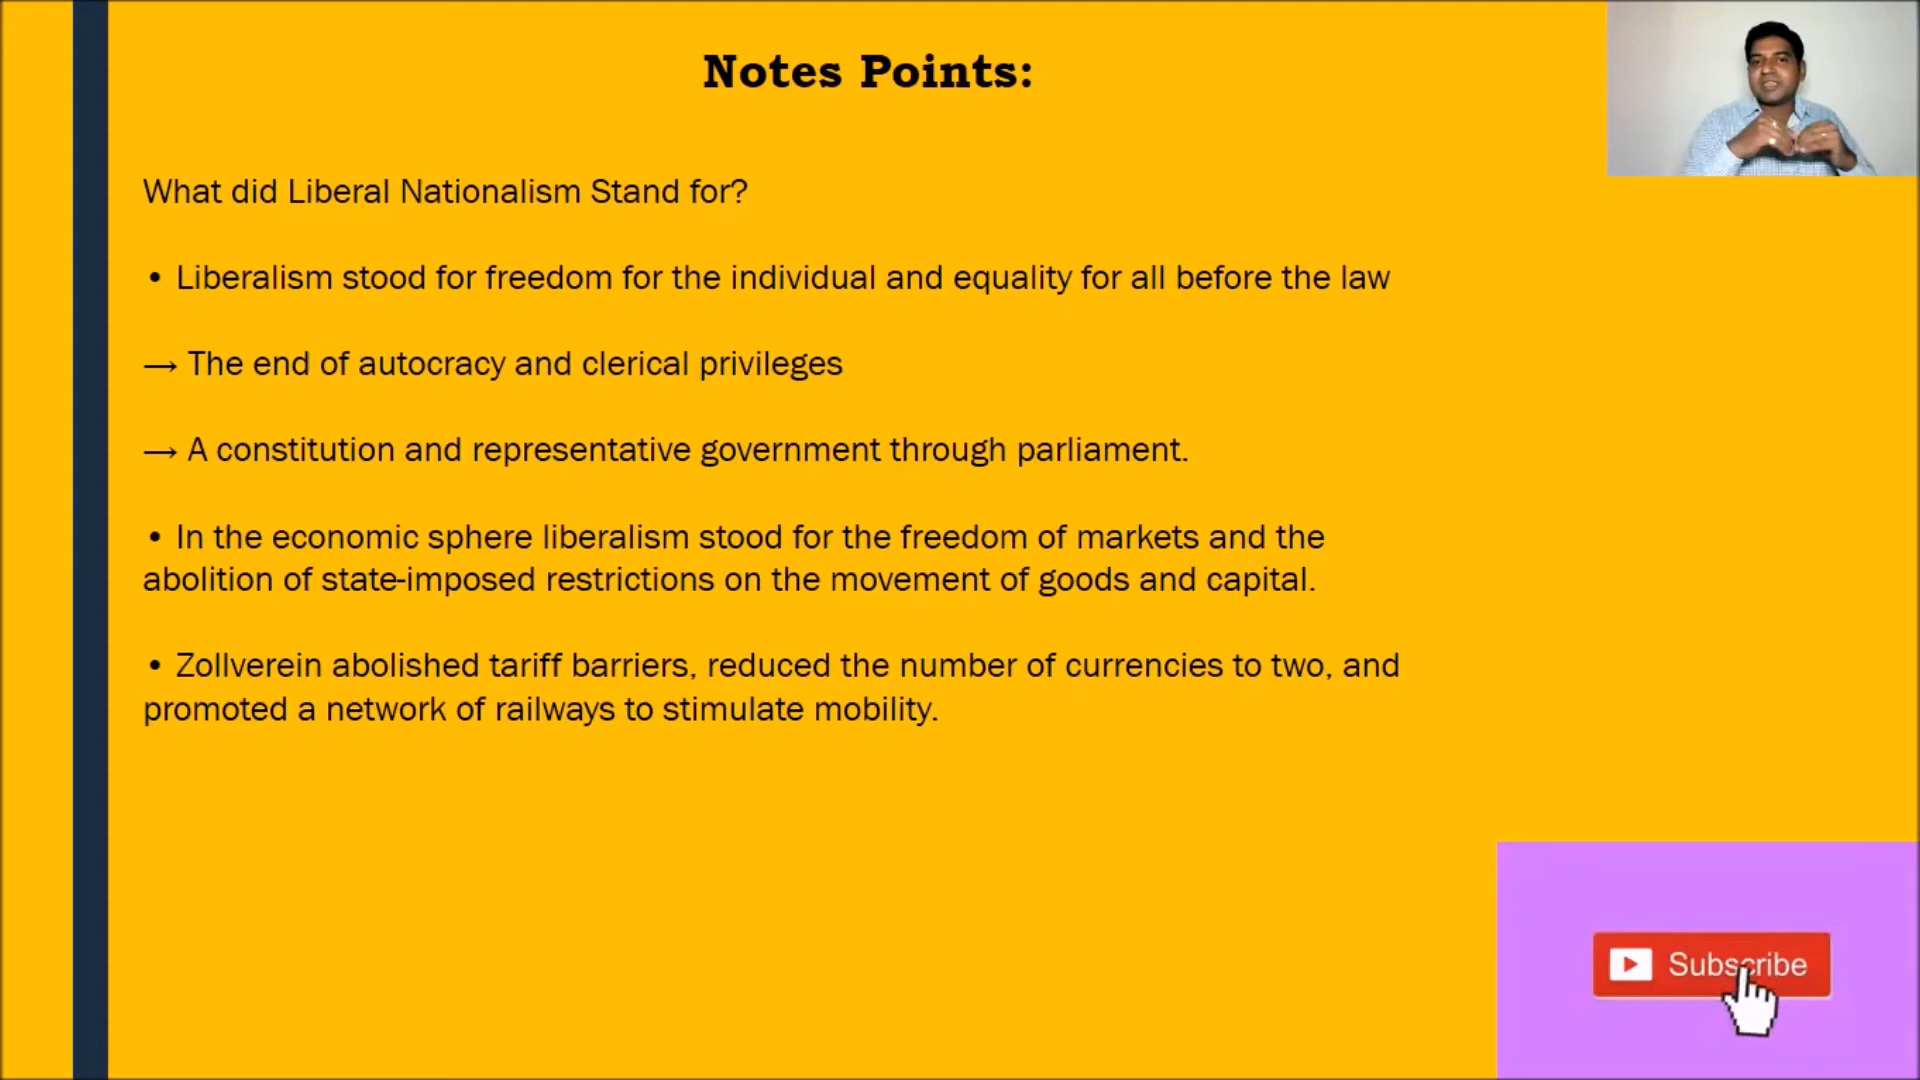 Notes Points:
What did Liberal Nationalism Stand for?
• Liberalism stood for freedom for the individual and equality for all before the law
→ The end of autocracy and clerical privileges
→ A constitution and representative government through parliament.
• In the economic sphere liberalism stood for the freedom of markets and the
abolition of state-imposed restrictions on the movement of goods and capital.
• Zollverein abolished tariff barriers, reduced the number of currencies to two, and
promoted a network of railways to stimulate mobility.
Subscribe